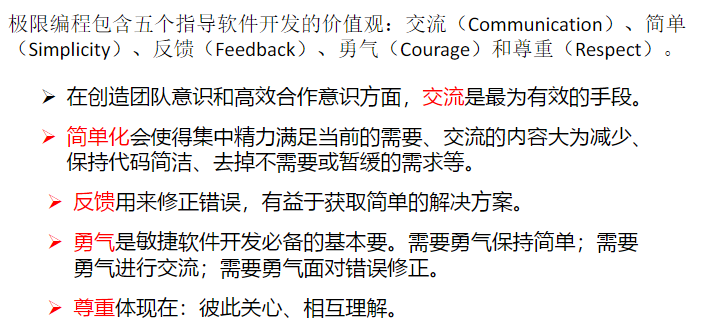 极限编程包含五个指导软件开发的价值观：交流（Communication）、简单
（Simplicity）、反馈（Feedback）、勇气（Courage）和尊重（Respect）。
➢ 在创造团队意识和高效合作意识方面，交流是最为有效的手段。
➢ 简单化会使得集中精力满足当前的需要、交流的内容大为减少、
保持代码简洁、去掉不需要或暂缓的需求等。
➢ 反馈用来修正错误，有益于获取简单的解决方案。
➢ 勇气是敏捷软件开发必备的基本要。需要勇气保持简单；需要
勇气进行交流；需要勇气面对错误修正。
➢ 尊重体现在：彼此关心、相互理解。